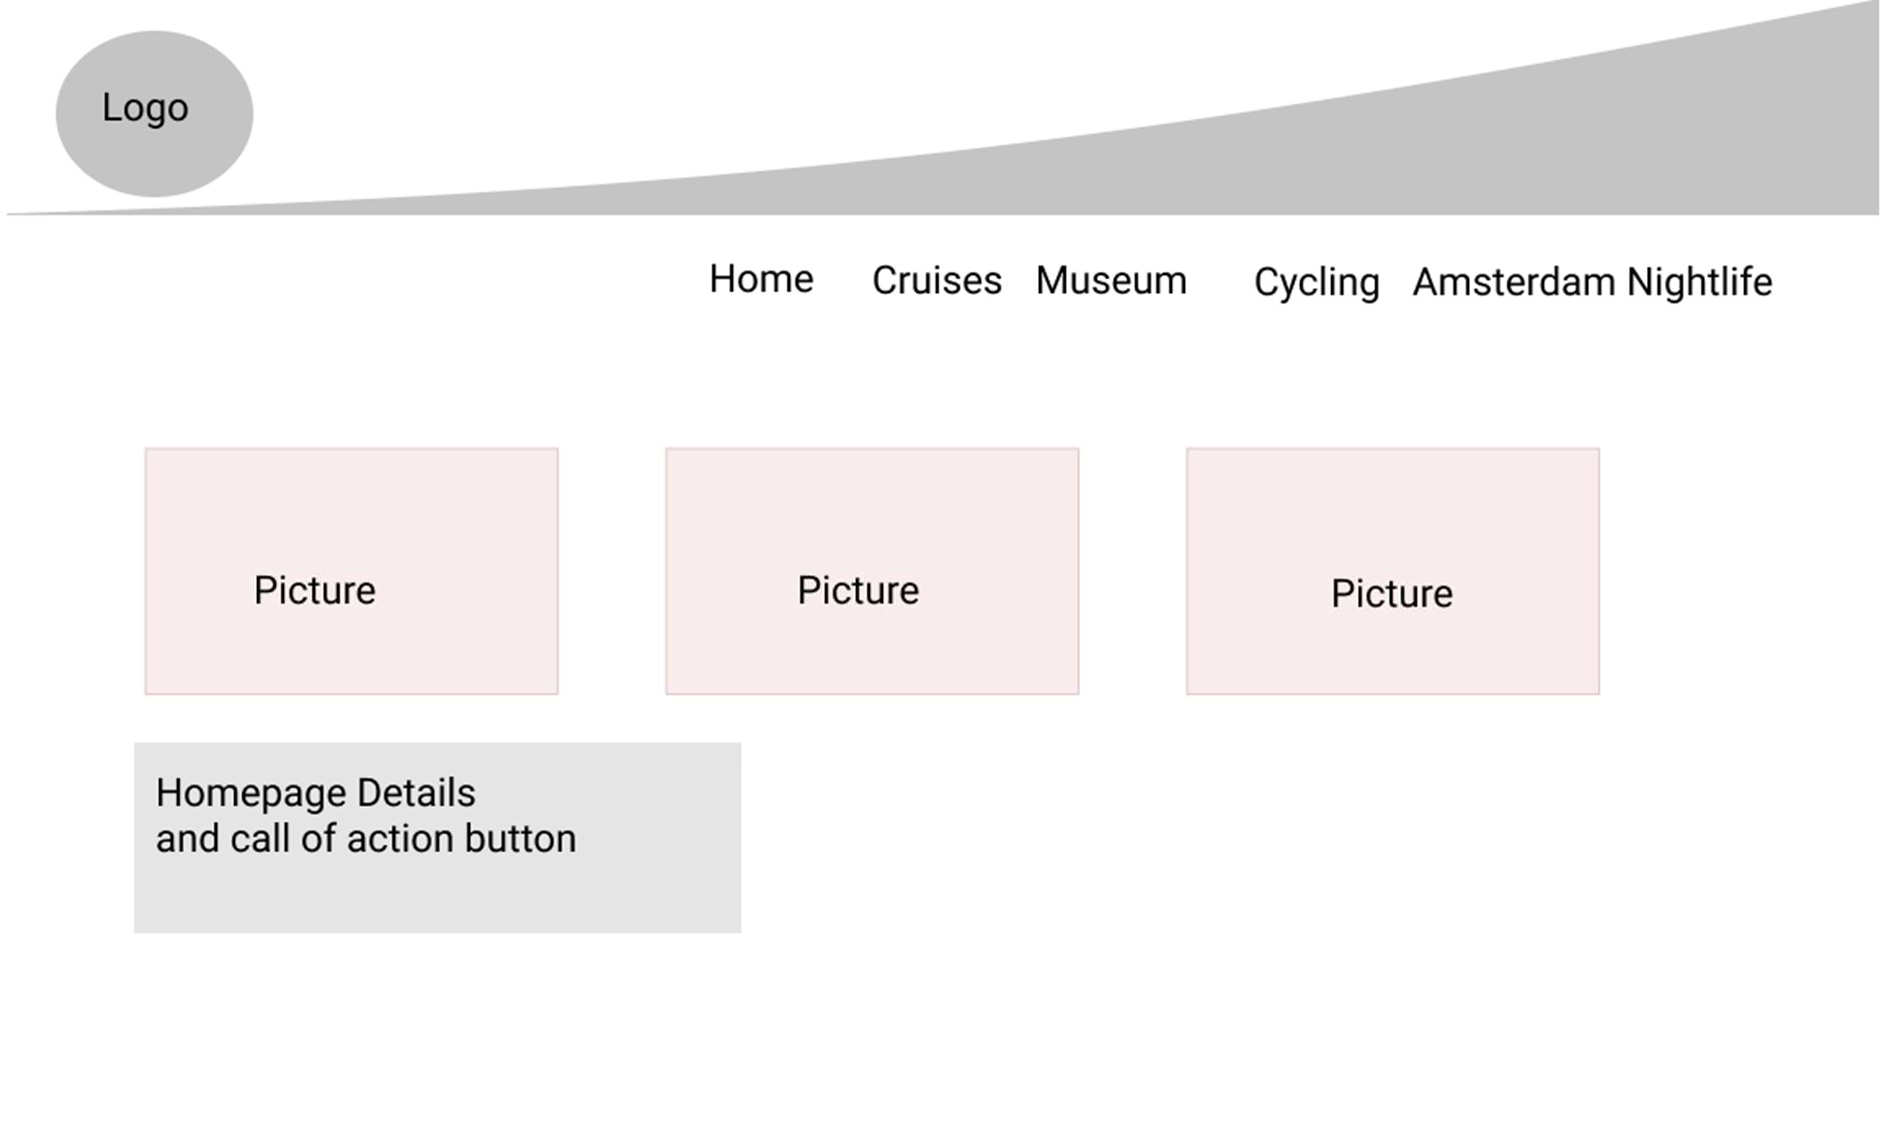 Logo
Home Cruises Museum Cycling Amsterdam Nightlife
Picture Picture Picture
Homepage Details
and call of action button